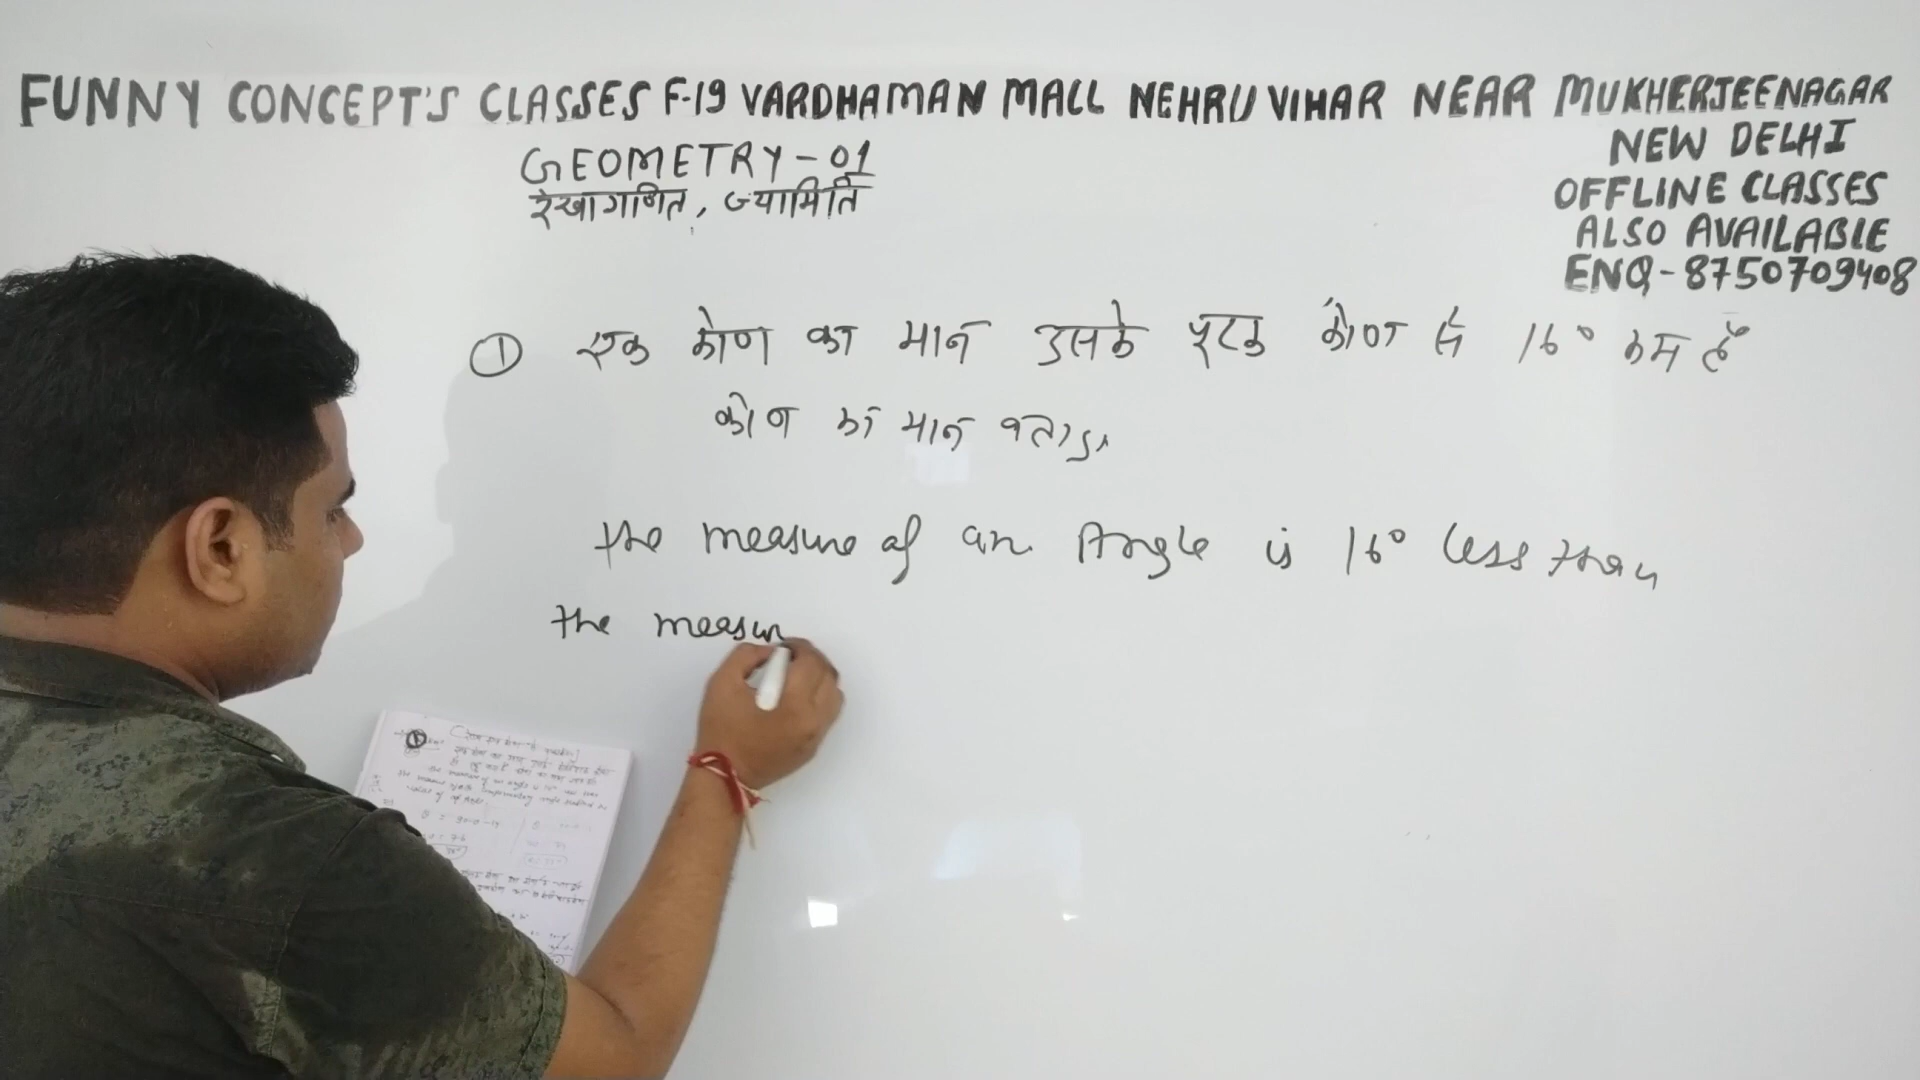 FUNNY CONCEPT'S CLASSES F-19 VARDHAMAN MALL NEHRU VIHAR NEAR MUKHERJEENAGAR
NEW DELHI
OFFLINE CLASSES
ALSO AVAILABLE
ENQ-8750709408
GEOMETRY-01
रेखागणित, ज्यामिति
① एक कोण का मान उसके पूरक कोण से 16° कम है
कोण का मान बताइए
the measure of an Angle is 16° less than
the measur